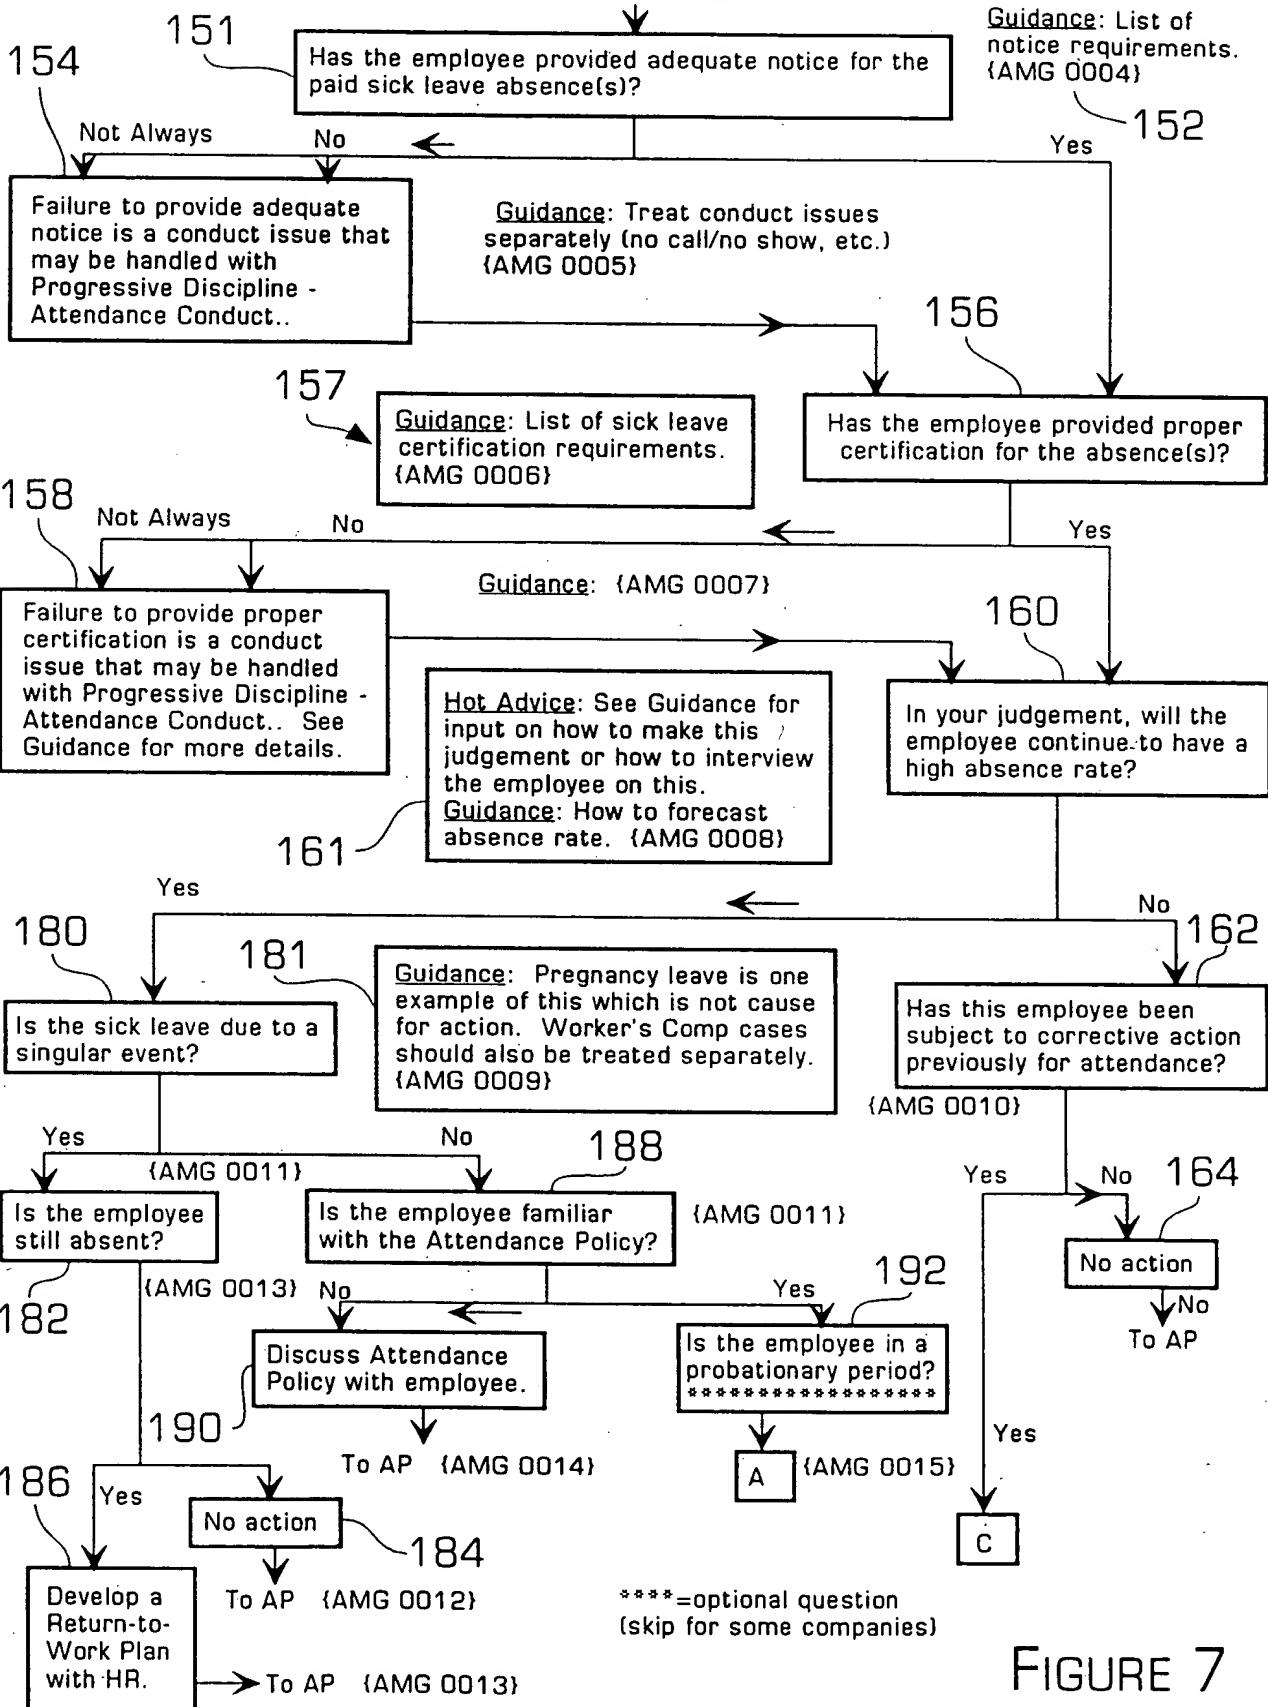 151
Has the employee provided adequate notice for the
paid sick leave absence(s)?
Guidance: List of
notice requirements.
{AMG 0004}
152
154
Not Always
No
Yes
Failure to provide adequate
notice is a conduct issue that
may be handled with
Progressive Discipline -
Attendance Conduct..
Guidance: Treat conduct issues
separately (no call/no show, etc.)
{AMG 0005}
156
157
Guidance: List of sick leave
certification requirements.
{AMG 0006}
Has the employee provided proper
certification for the absence(s)?
158
Not Always
No
Yes
Guidance: {AMG 0007}
Failure to provide proper
certification is a conduct
issue that may be handled
with Progressive Discipline -
Attendance Conduct.. See
Guidance for more details.
160
Hot Advice: See Guidance for
input on how to make this
judgement or how to interview
the employee on this.
Guidance: How to forecast
absence rate. {AMG 0008}
161
In your judgement, will the
employee continue to have a
high absence rate?
Yes
No
180
181
162
Is the sick leave due to a
singular event?
Guidance: Pregnancy leave is one
example of this which is not cause
for action. Worker's Comp cases
should also be treated separately.
{AMG 0009}
Has this employee been
subject to corrective action
previously for attendance?
{AMG 0010}
Yes
No
{AMG 0011}
188
Is the employee
still absent?
182
{AMG 0013}
Is the employee familiar
with the Attendance Policy?
{AMG 0011}
Yes
No
164
No action
No
To AP
No
Yes
192
Discuss Attendance
Policy with employee.
190
To AP {AMG 0014}
Is the employee in a
probationary period?
******************
A
{AMG 0015}
Yes
C
186
Yes
No action
184
To AP {AMG 0012}
Develop a
Return-to-
Work Plan
with HR.
To AP {AMG 0013}
****=optional question
(skip for some companies)
FIGURE 7